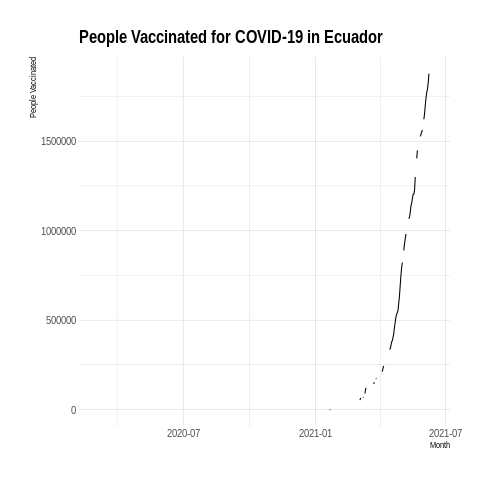 People Vaccinated for COVID-19 in Ecuador
People Vaccinated
1500000
1000000
500000
0
2020-07
2021-01
2021-07
Month